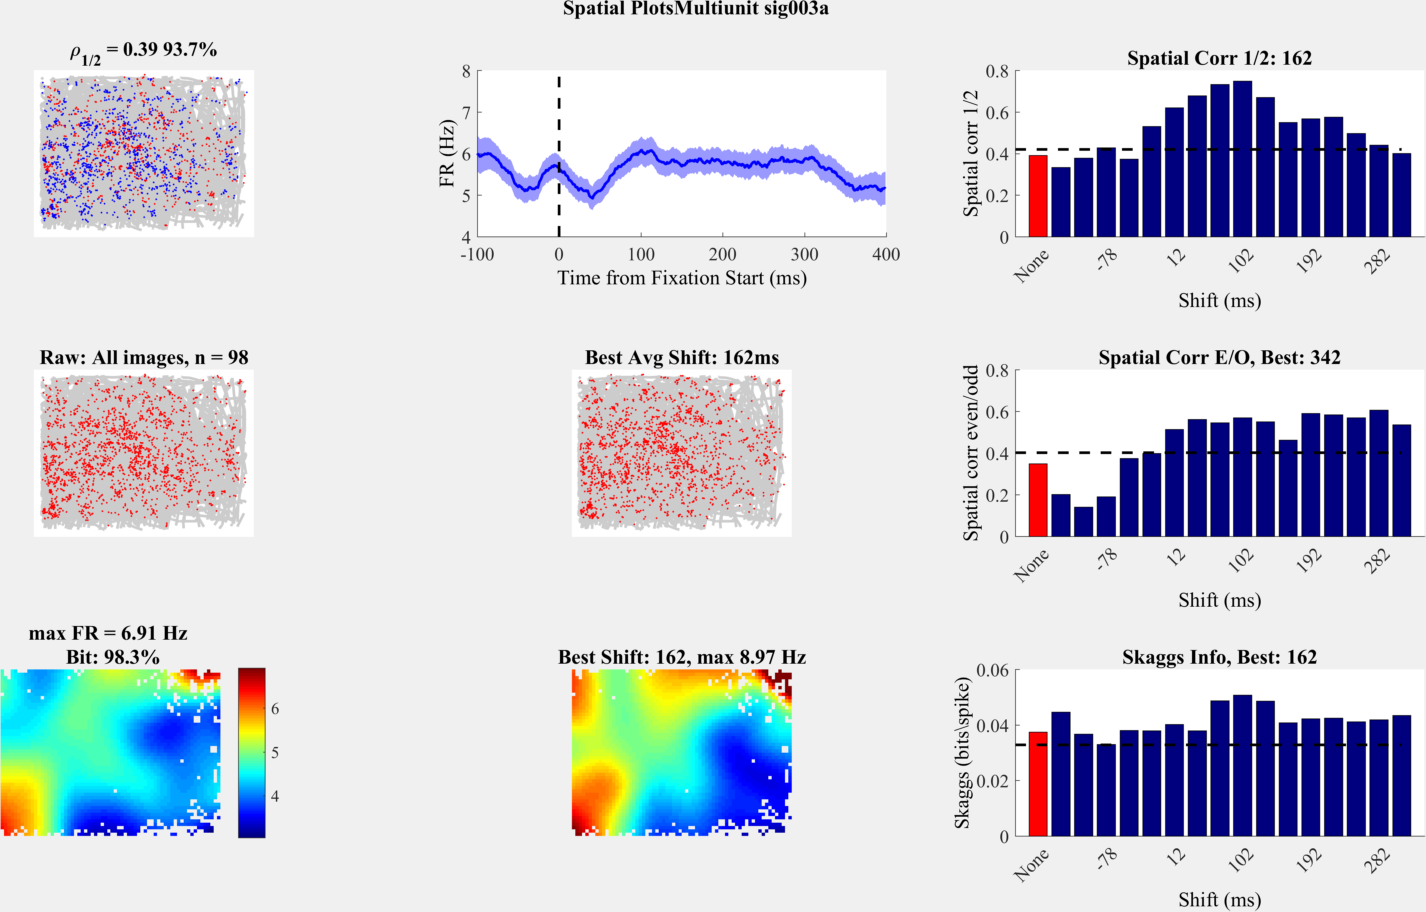 Spatial PlotsMultiunit sig003a
ρ1/2 = 0.39 93.7%
8
7
6
5
4
FR (Hz)
-100
0
100
200
300
400
Time from Fixation Start (ms)
Spatial Corr 1/2: 162
0.8
0.6
0.4
0.2
0
Spatial corr 1/2
None
-78
12
102
192
282
Shift (ms)
Raw: All images, n = 98
Best Avg Shift: 162ms
Spatial Corr E/O, Best: 342
0.8
0.6
0.4
0.2
0
Spatial corr even/odd
None
-78
12
102
192
282
Shift (ms)
max FR = 6.91 Hz
Bit: 98.3%
6
5
4
Best Shift: 162, max 8.97 Hz
Skaggs Info, Best: 162
0.06
0.04
0.02
0
Skaggs (bits\spike)
None
-78
12
102
192
282
Shift (ms)